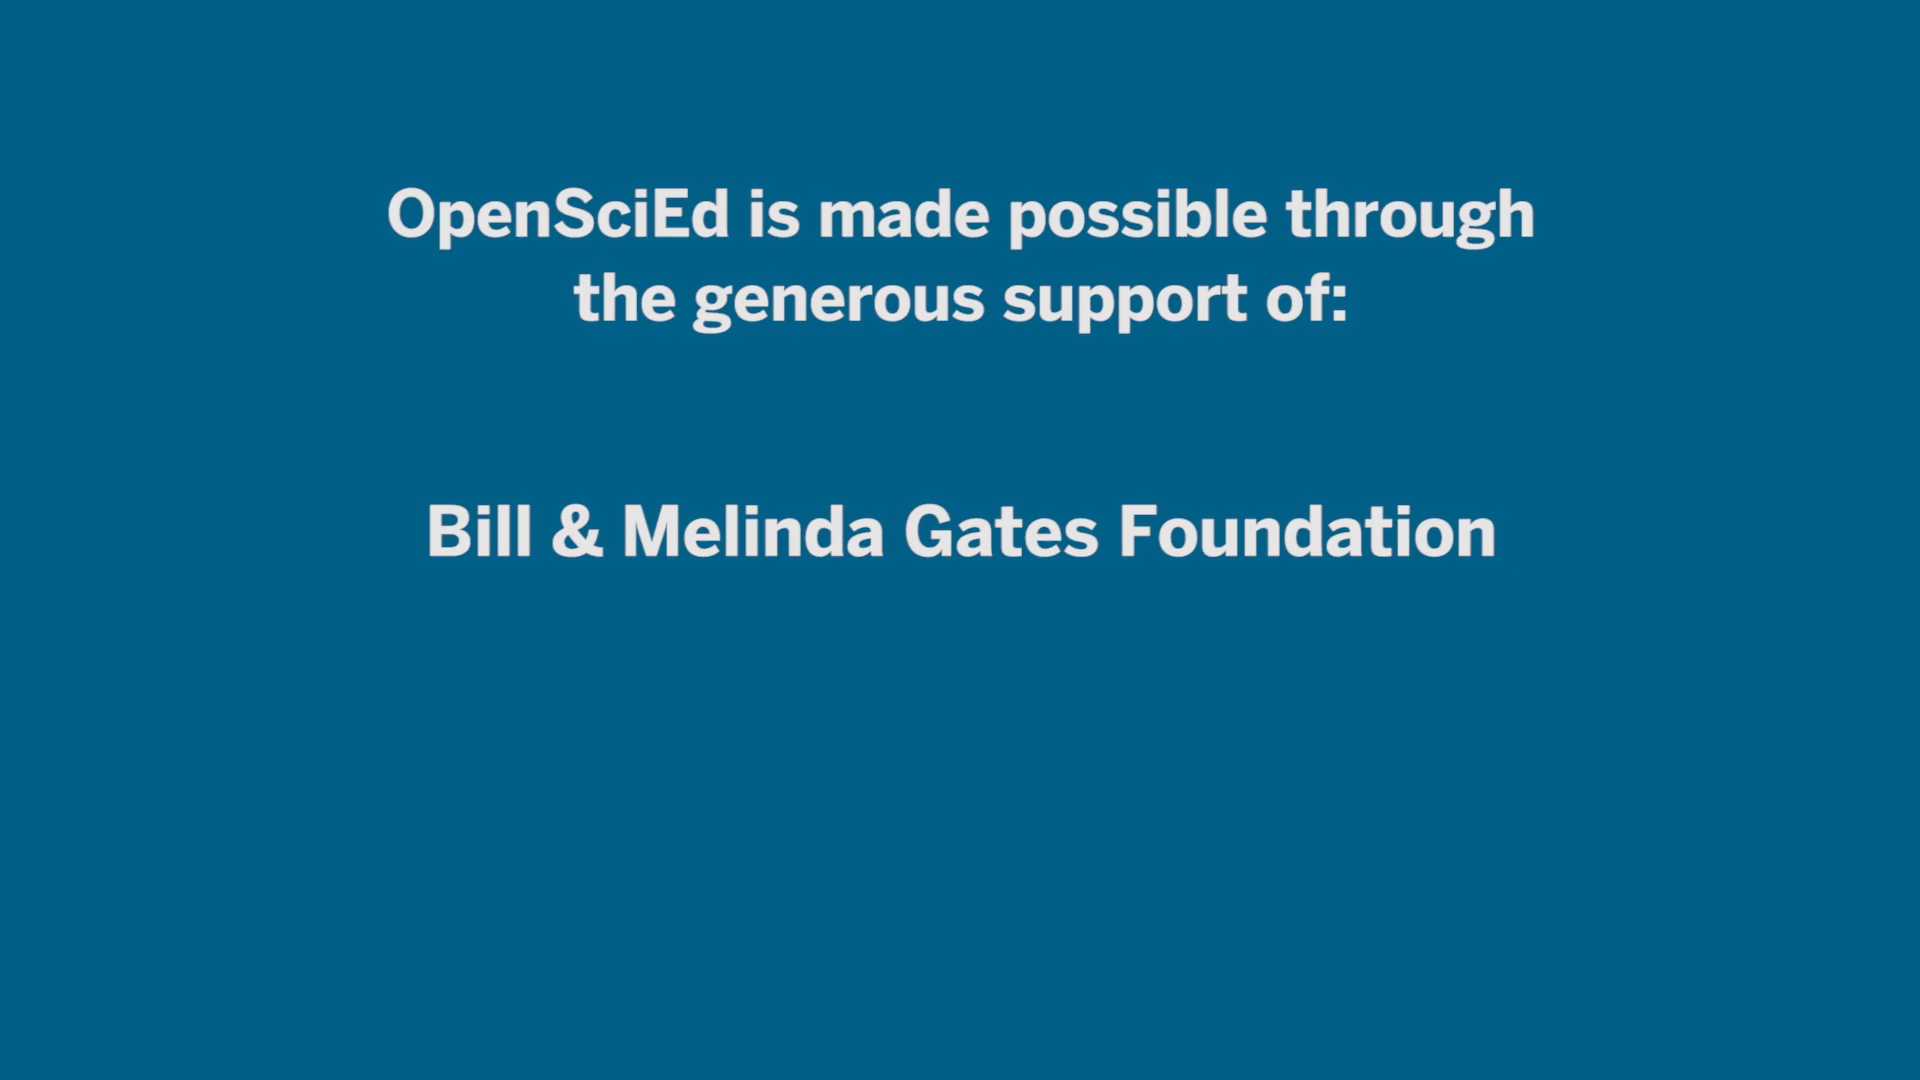 OpenSciEd is made possible through
the generous support of:
Bill & Melinda Gates Foundation